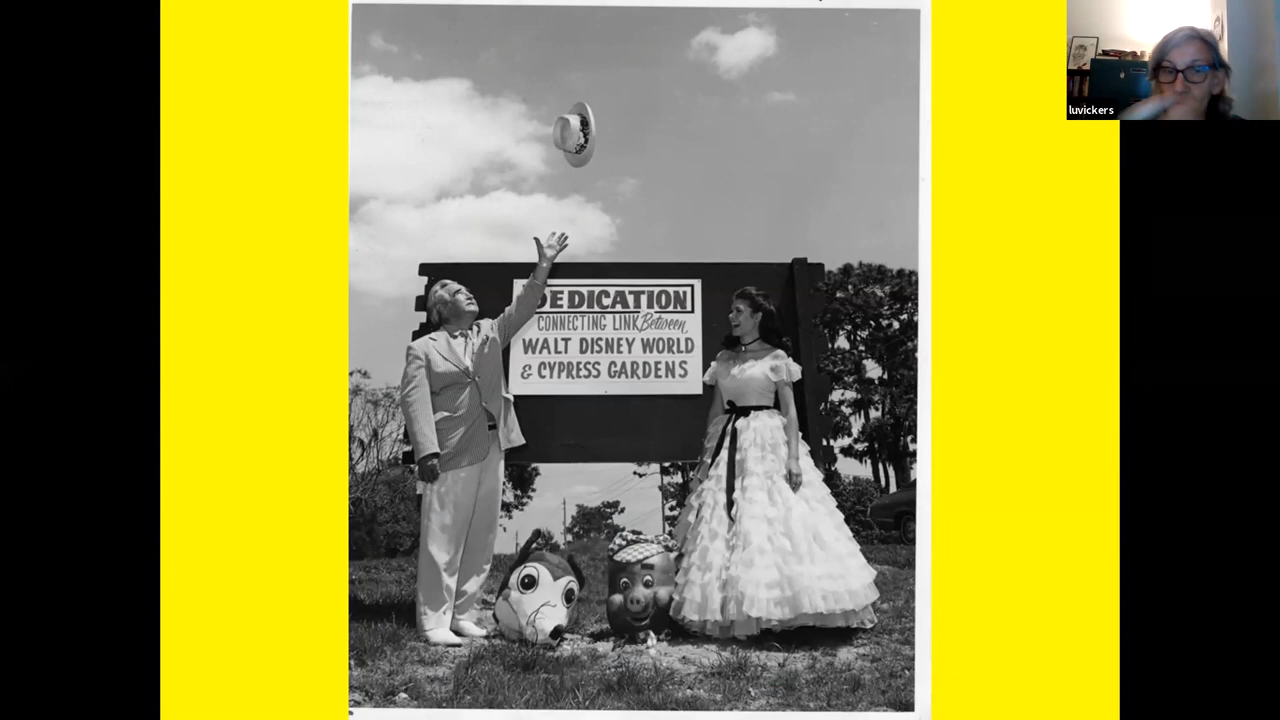 DEDICATION
CONNECTING LINK Between
WALT DISNEY WORLD
& CYPRESS GARDENS
luvickers